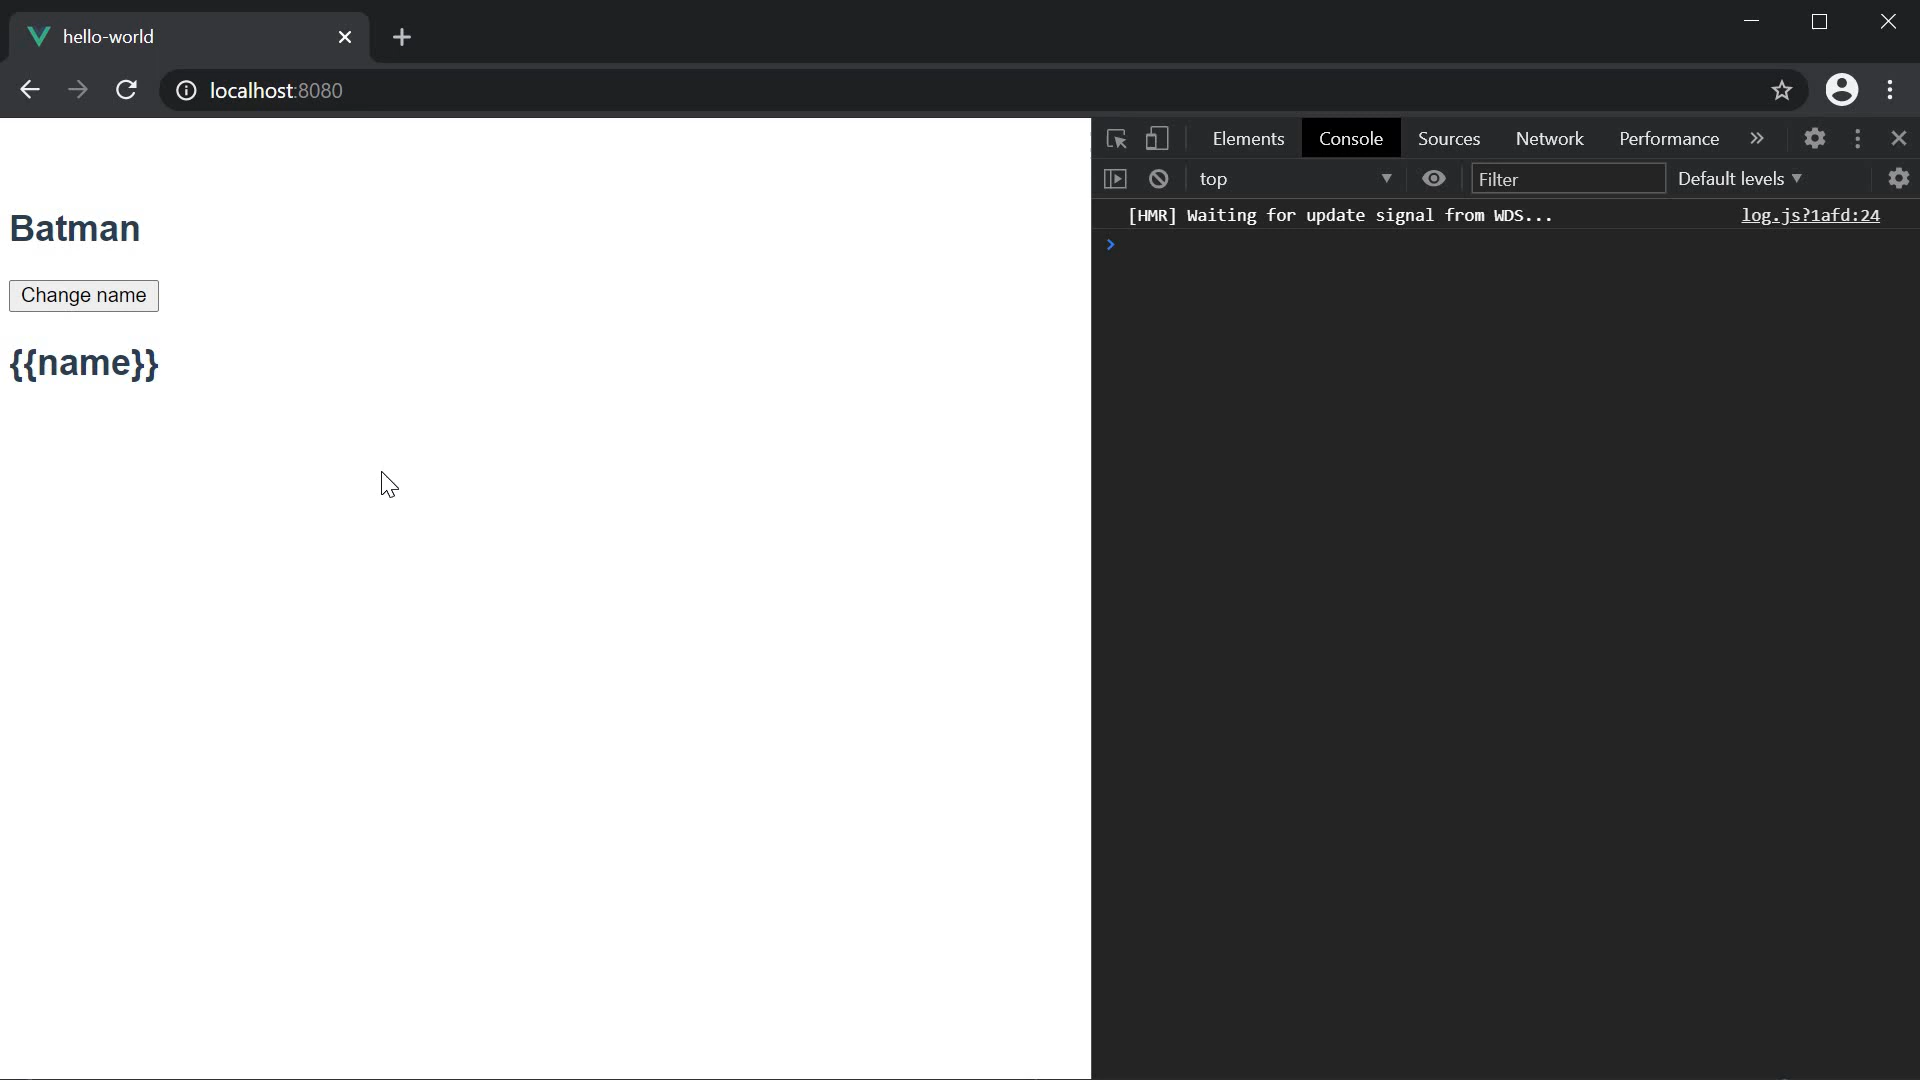 hello-world
localhost:8080
Elements Console Sources Network Performance
top Filter Default levels
[HMR] Waiting for update signal from WDS... log.js?1afd:24
Batman
Change name
{{name}}